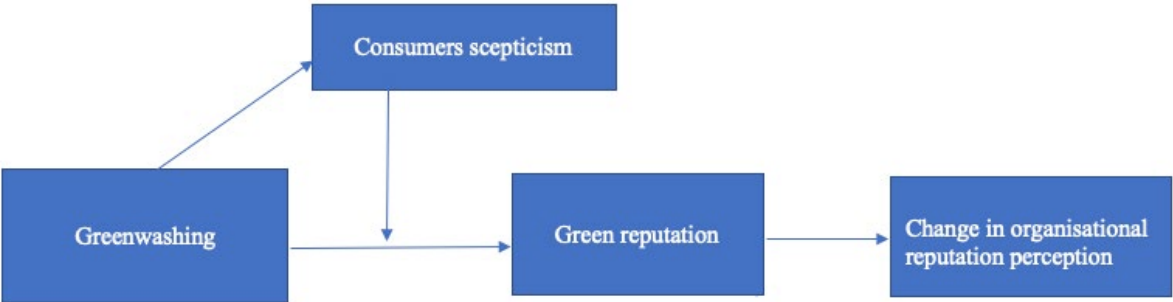 Consumers scepticism
Greenwashing
Green reputation
Change in organisational
reputation perception